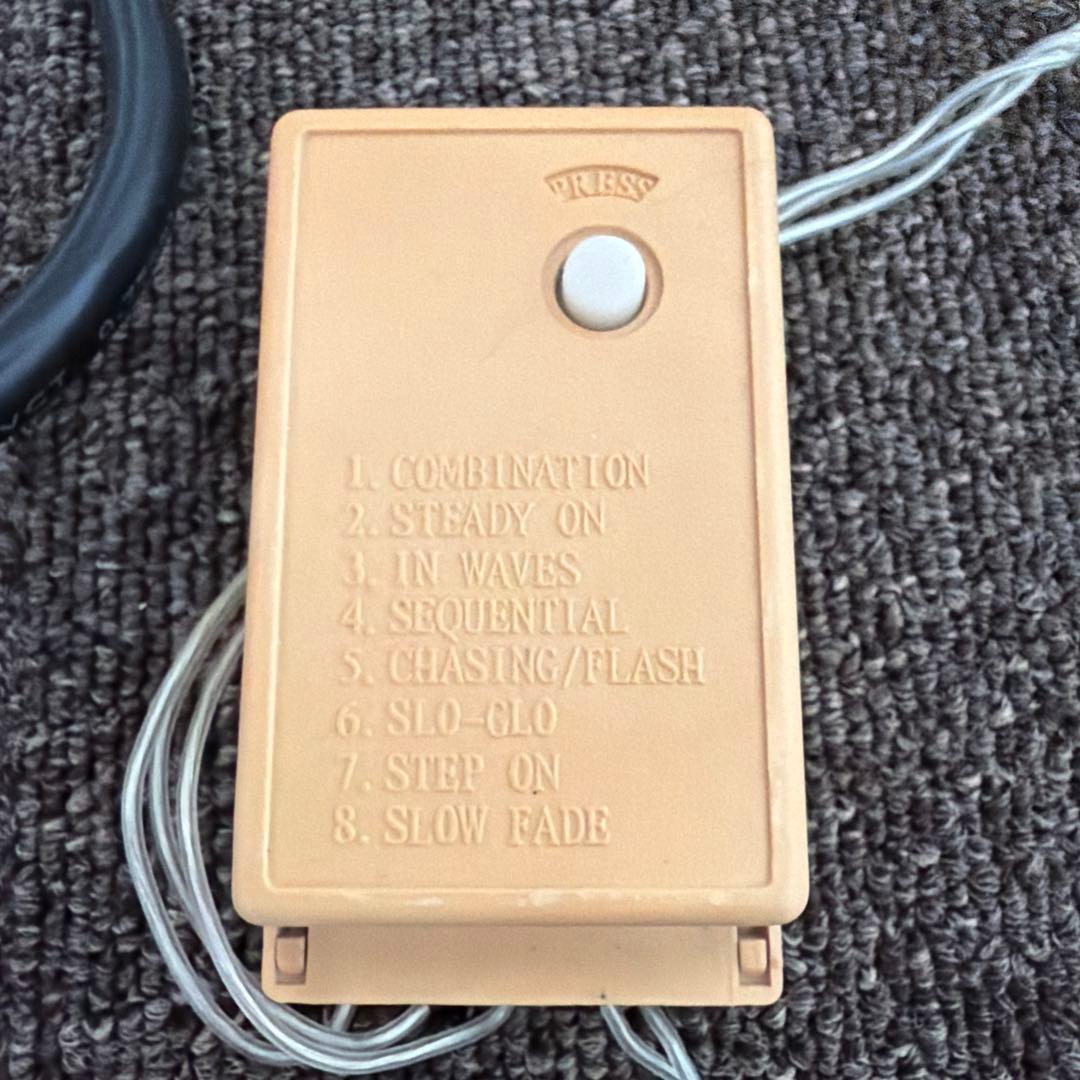 PRESS
1. COMBINATION
2. STEADY ON
3. IN WAVES
4. SEQUENTIAL
5. CHASING/FLASH
6. SLO-GLO
7. STEP ON
8. SLOW FADE